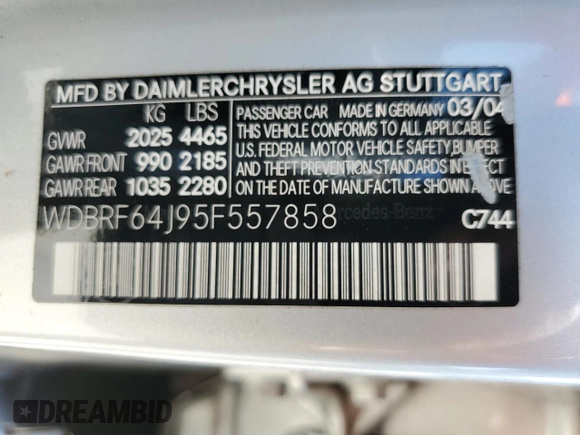 MFD BY DAIMLERCHRYSLER AG STUTTGART
KG LBS
GVWR 2025 4465
GAWR FRONT 990 2185
GAWR REAR 1035 2280
PASSENGER CAR MADE IN GERMANY 03/04
THIS VEHICLE CONFORMS TO ALL APPLICABLE
U.S. FEDERAL MOTOR VEHICLE SAFETY, BUMPER,
AND THEFT PREVENTION STANDARDS IN
EFFECT ON THE DATE OF MANUFACTURE
WDBRF64J95F557858 Mercedes-Benz C744
DREAMBID